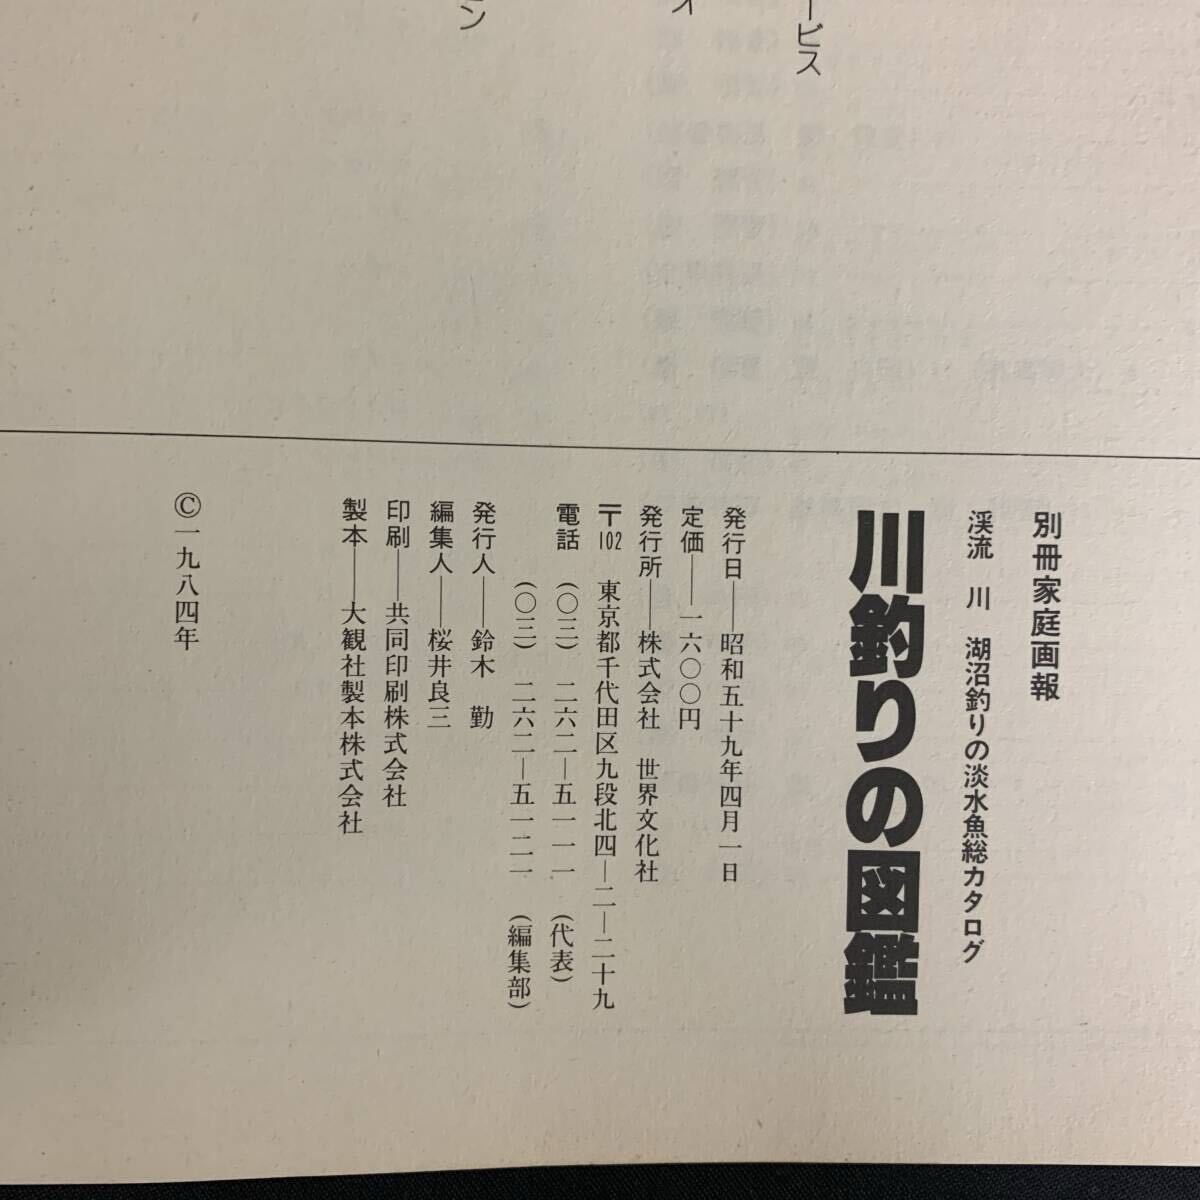 別冊家庭画報
渓流　川　湖沼釣りの淡水魚総カタログ
川釣りの図鑑
発行日――昭和五十九年四月一日
定価――一六〇〇円
発行所――株式会社　世界文化社
〒102　東京都千代田区九段北四―二―二十九
電話　(〇三)　二六二―五一一一　(代表)
(〇三)　二六二―五一二一　(編集部)
発行人――鈴木　勤
編集人――桜井良三
印刷――共同印刷株式会社
製本――大観社製本株式会社
©一九八四年
ービス
オ
ン